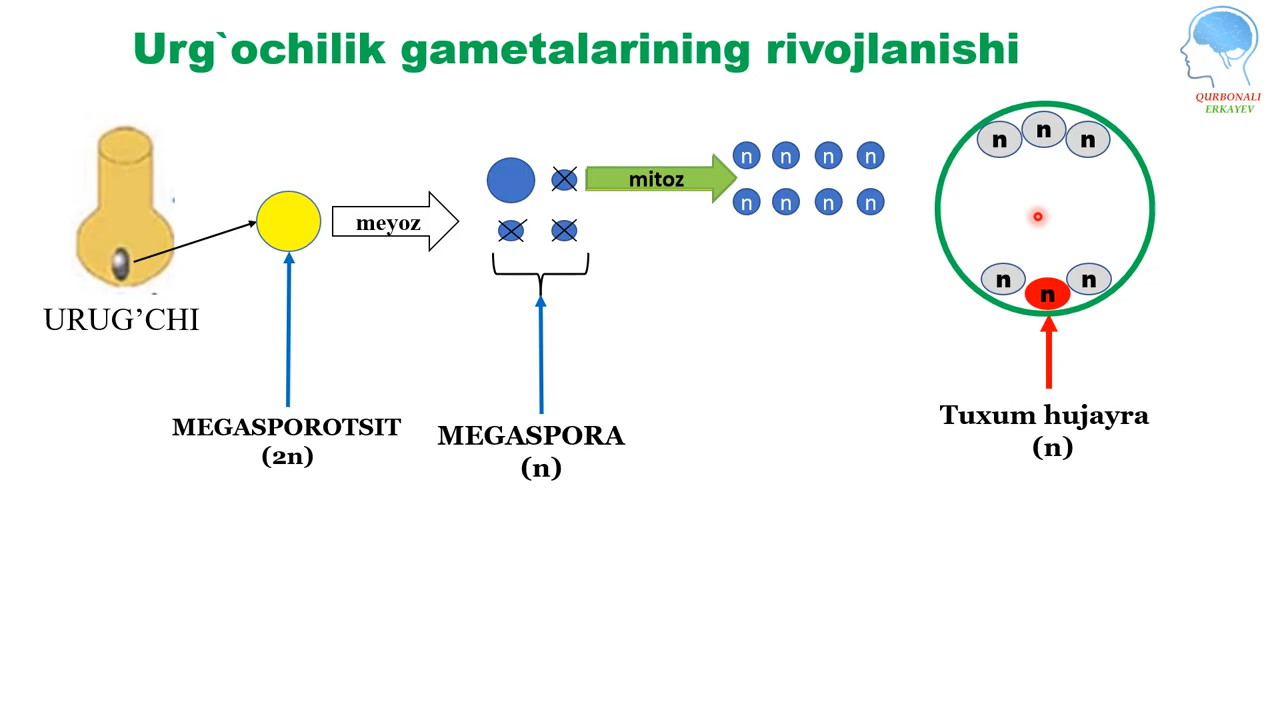 Urg`ochilik gametalarining rivojlanishi
QURBONALI
ERKAYEV
n n n
mitoz
n n n n
n n n n
meyoz
n n n
URUG’CHI
MEGASPOROTSIT
(2n)
MEGASPORA
(n)
Tuxum hujayra
(n)